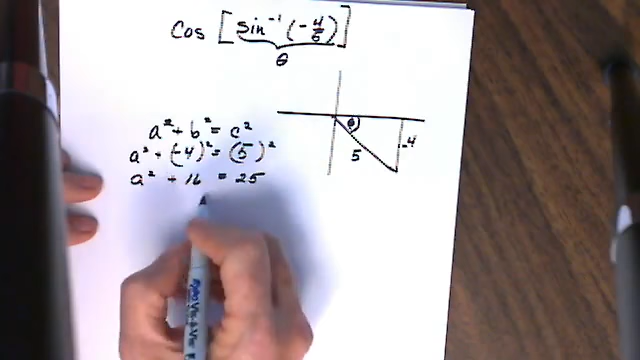 Cos [sin⁻¹(-4/5)]
θ
a² + b² = c²
a² + (-4)² = (5)²
a² + 16 = 25
θ
5
-4